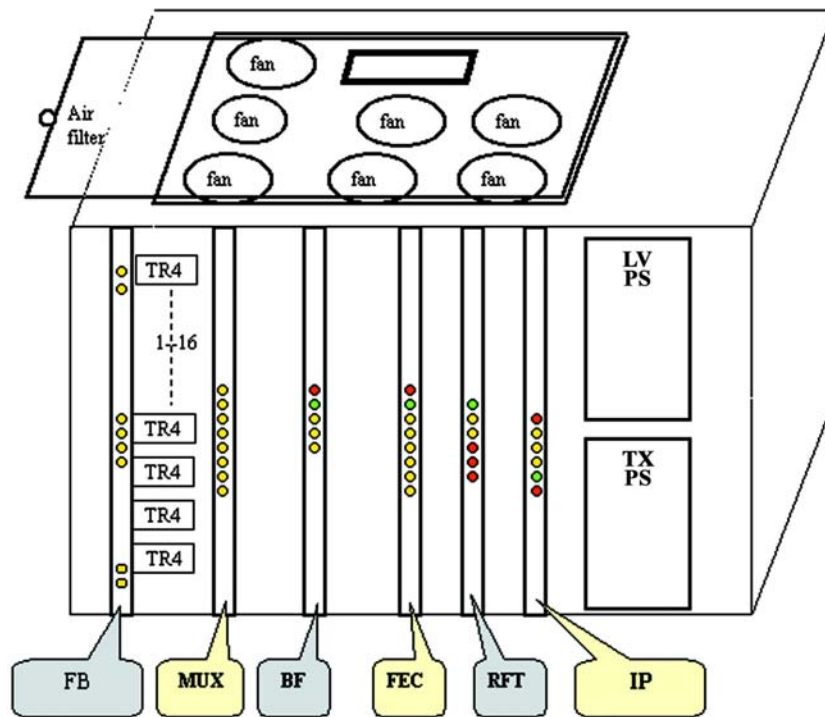 fan
Air
filter
fan
fan
fan
fan
fan
fan
TR4
1-16
TR4
TR4
TR4
TR4
LV
PS
TX
PS
FB
MUX
BF
FEC
RFT
IP